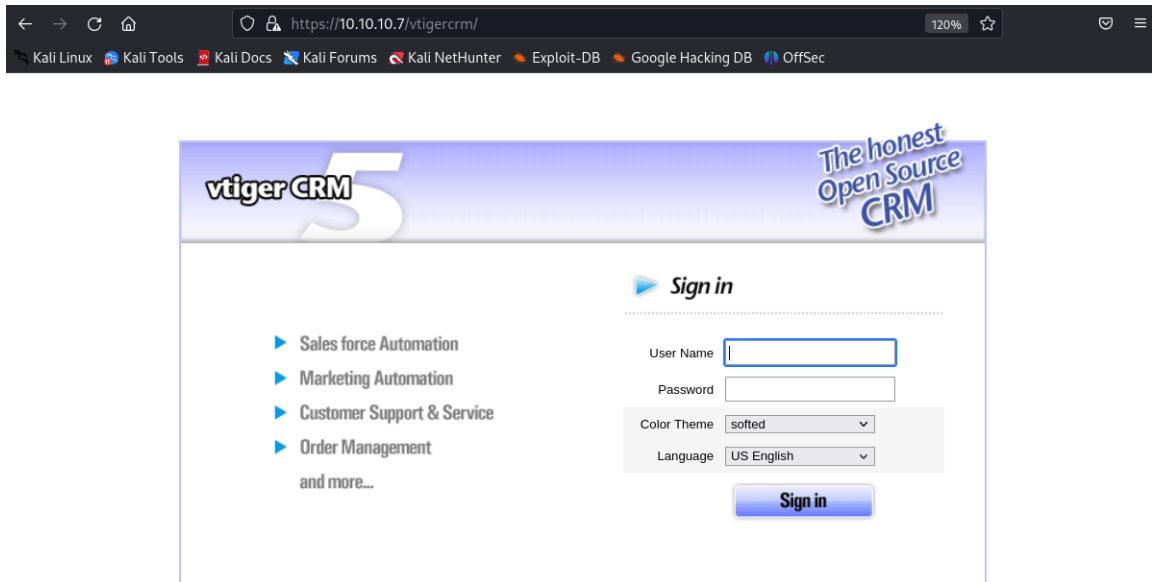 https://10.10.10.7/vtigercrm/ 120%
Kali Linux Kali Tools Kali Docs Kali Forums Kali NetHunter Exploit-DB Google Hacking DB OffSec
vtiger CRM 5
The honest
Open Source
CRM
Sign in
Sales force Automation
Marketing Automation
Customer Support & Service
Order Management
and more...
User Name
Password
Color Theme softed
Language US English
Sign in